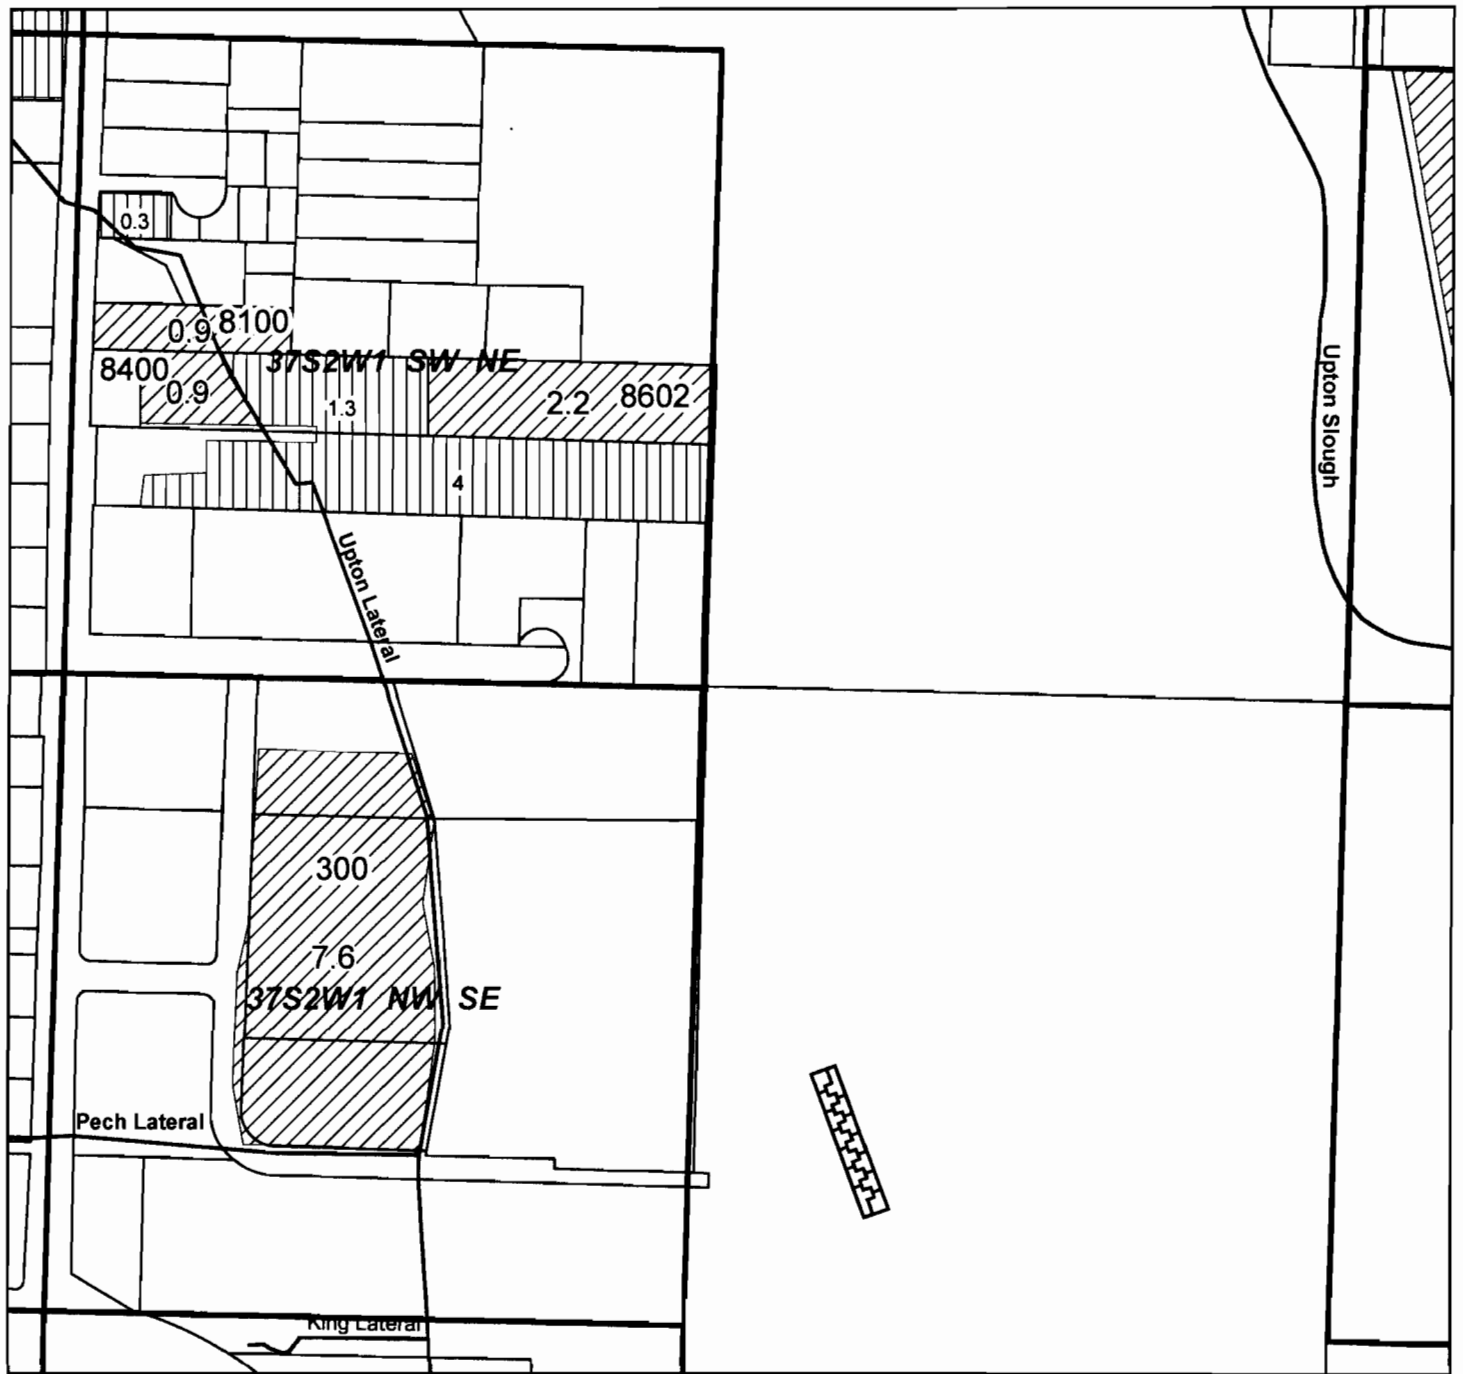 0.3
0.9 8100
37S2W1 SW NE
8400
0.9
1.3
2.2 8602
Upton Slough
4
Upton Lateral
300
7.6
37S2W1 NW SE
Pech Lateral
King Lateral